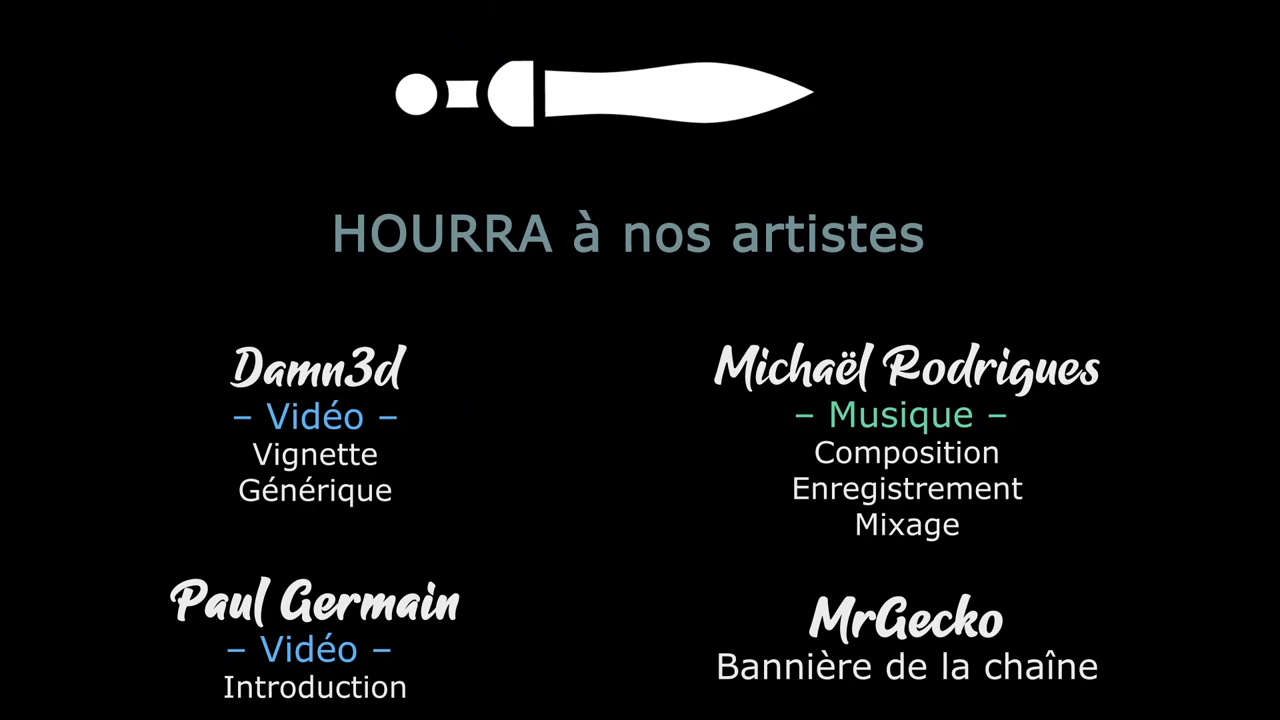 HOURRA à nos artistes
Damn3d
– Vidéo –
Vignette
Générique
Michaël Rodrigues
– Musique –
Composition
Enregistrement
Mixage
Paul Germain
– Vidéo –
Introduction
MrGecko
Bannière de la chaîne